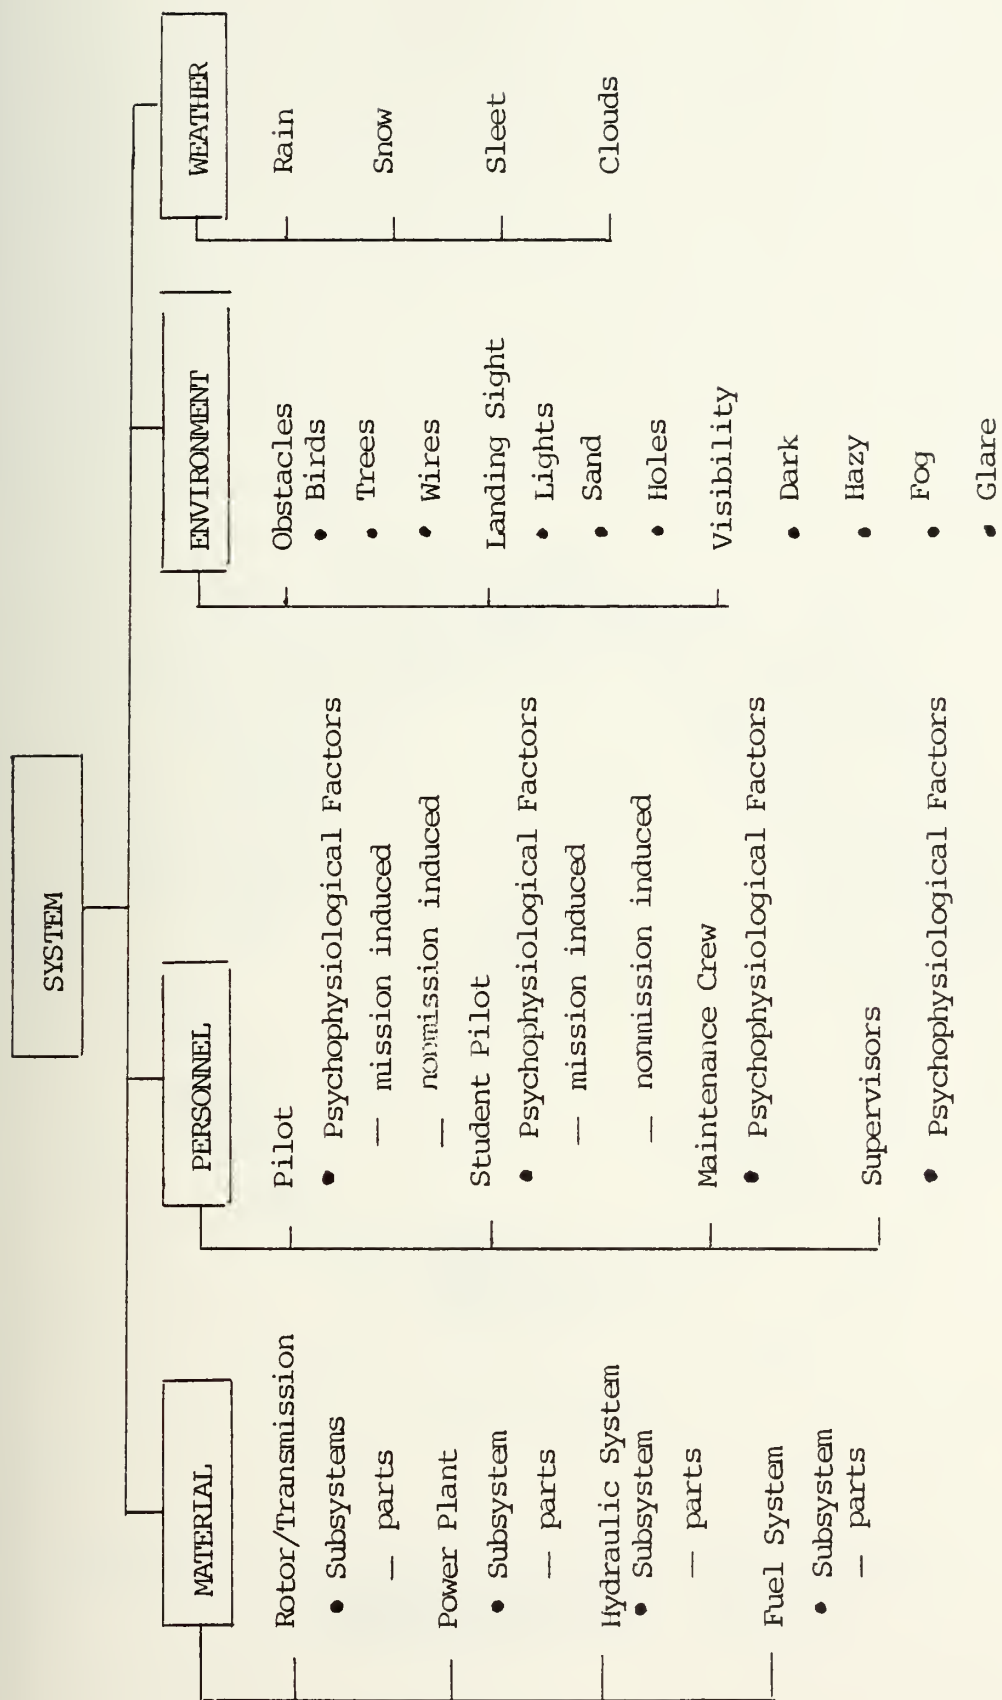 SYSTEM
MATERIAL
Rotor/Transmission
• Subsystems
— parts
Power Plant
• Subsystem
— parts
Hydraulic System
• Subsystem
— parts
Fuel System
• Subsystem
— parts
PERSONNEL
Pilot
• Psychophysiological Factors
— mission induced
— nonmission induced
Student Pilot
• Psychophysiological Factors
— mission induced
— nonmission induced
Maintenance Crew
• Psychophysiological Factors
Supervisors
• Psychophysiological Factors
ENVIRONMENT
Obstacles
• Birds
• Trees
• Wires
Landing Sight
• Lights
• Sand
• Holes
Visibility
• Dark
• Hazy
• Fog
• Glare
WEATHER
Rain
Snow
Sleet
Clouds